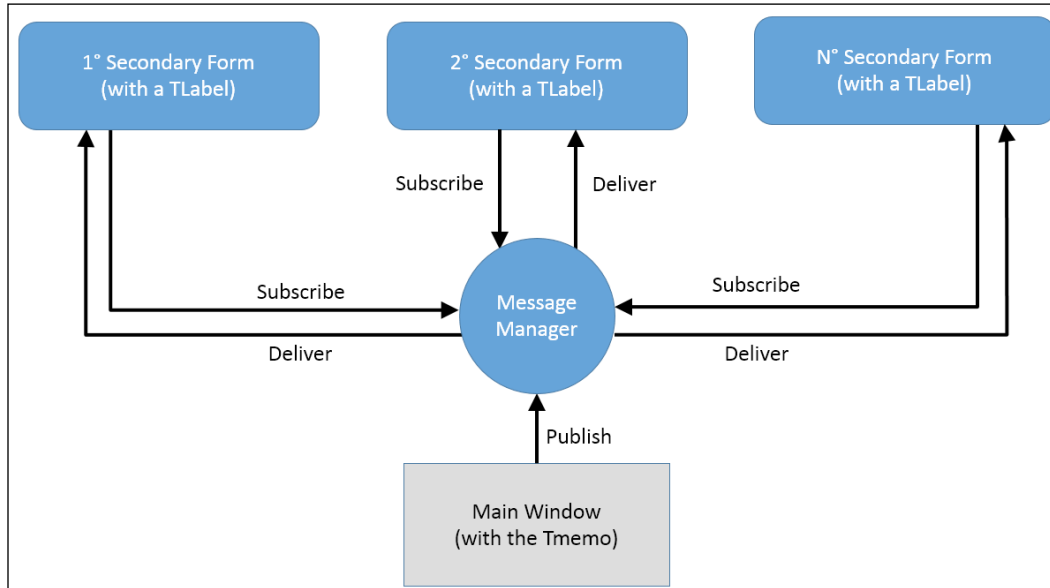 1° Secondary Form
(with a TLabel)
2° Secondary Form
(with a TLabel)
N° Secondary Form
(with a TLabel)
Subscribe
Deliver
Subscribe
Deliver
Message
Manager
Subscribe
Deliver
Publish
Main Window
(with the Tmemo)